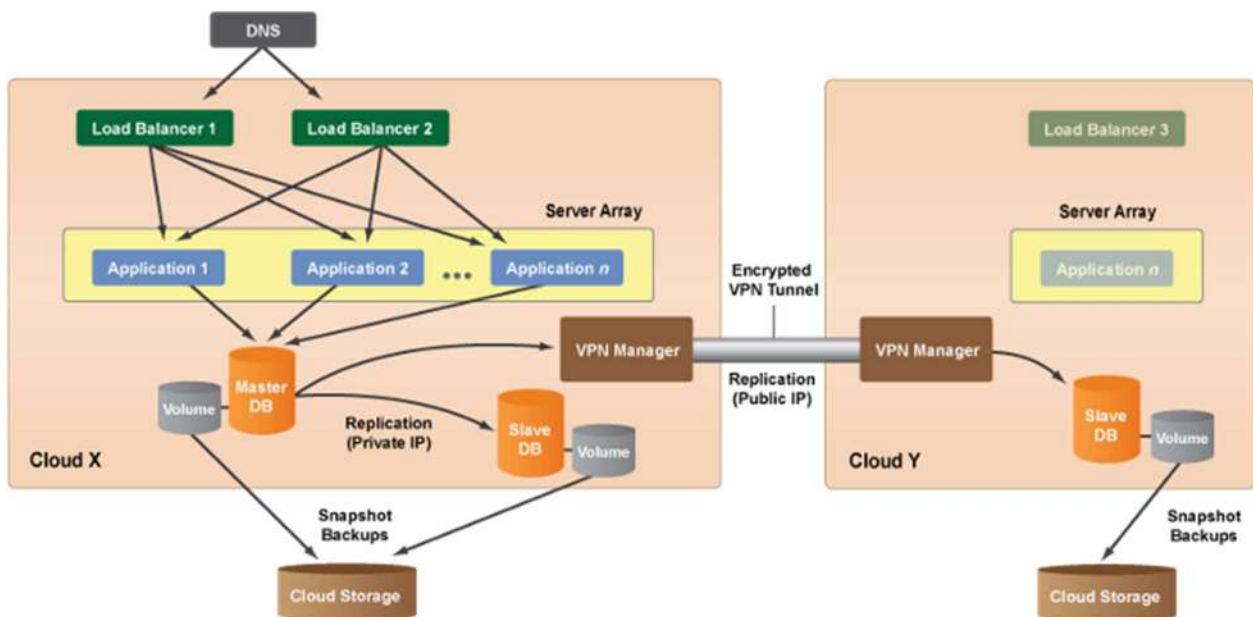 DNS
Load Balancer 1
Load Balancer 2
Load Balancer 3
Server Array
Server Array
Application 1
Application 2
Application n
Application n
Encrypted
VPN Tunnel
VPN Manager
VPN Manager
Replication
(Public IP)
Master
DB
Volume
Replication
(Private IP)
Slave
DB
Volume
Slave
DB
Volume
Cloud X
Cloud Y
Snapshot
Backups
Snapshot
Backups
Cloud Storage
Cloud Storage